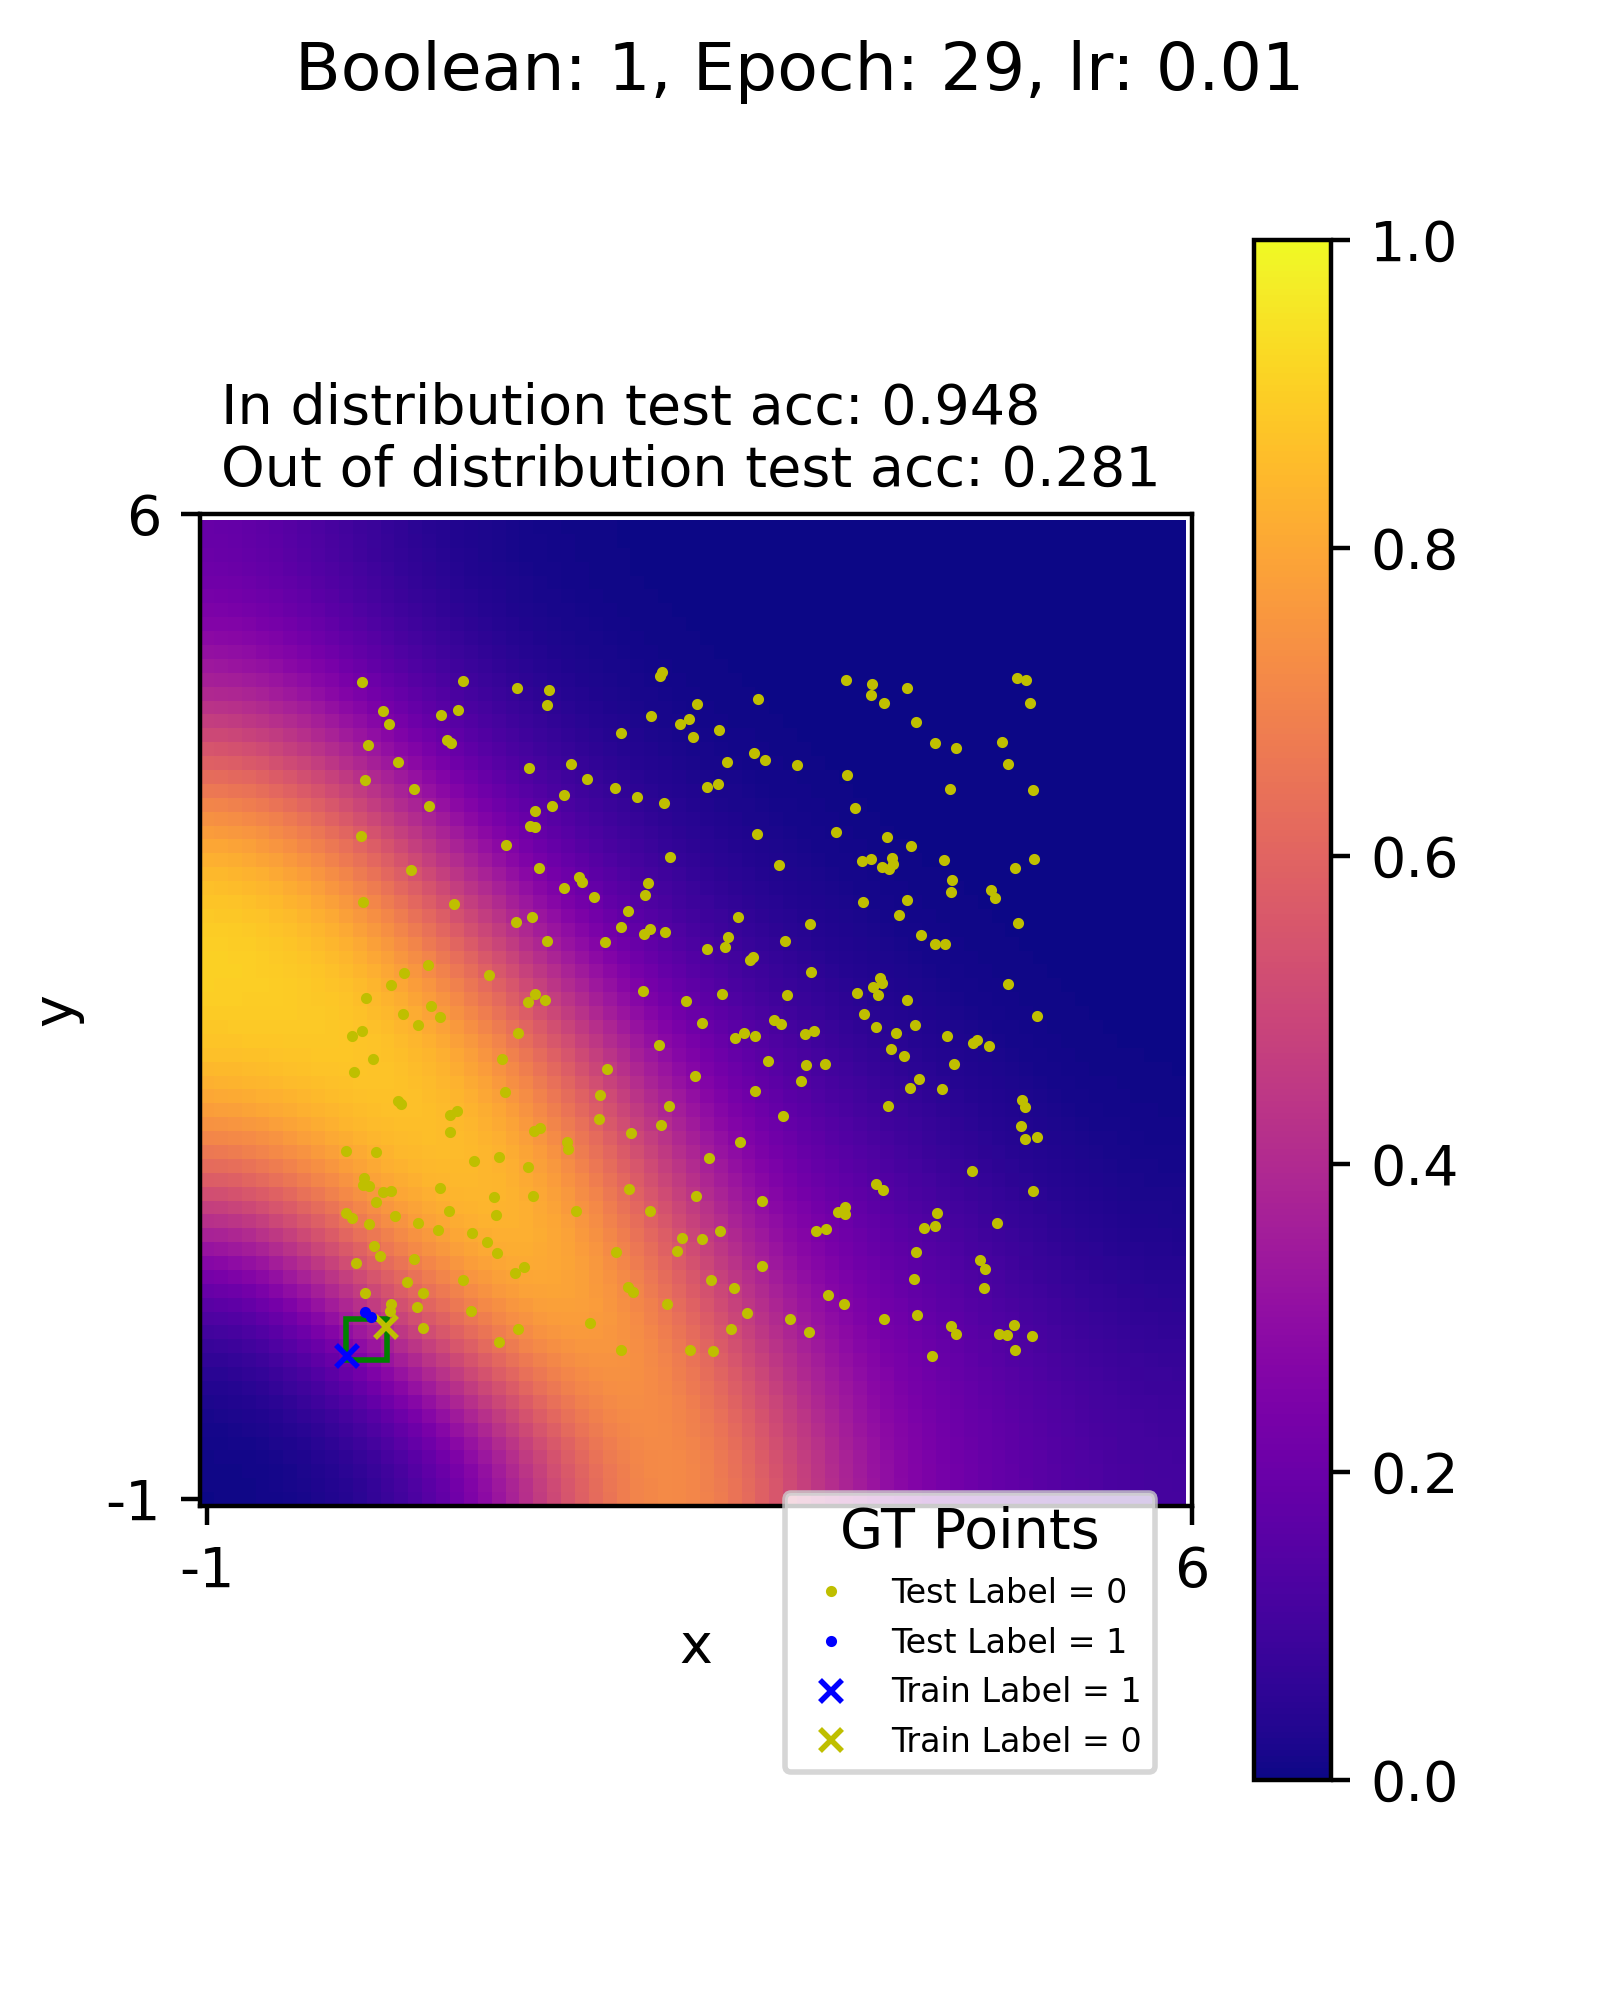 Boolean: 1, Epoch: 29, lr: 0.01
In distribution test acc: 0.948
Out of distribution test acc: 0.281
1.0
0.8
0.6
0.4
0.2
0.0
6
y
-1
-1
6
x
GT Points
Test Label = 0
Test Label = 1
Train Label = 1
Train Label = 0